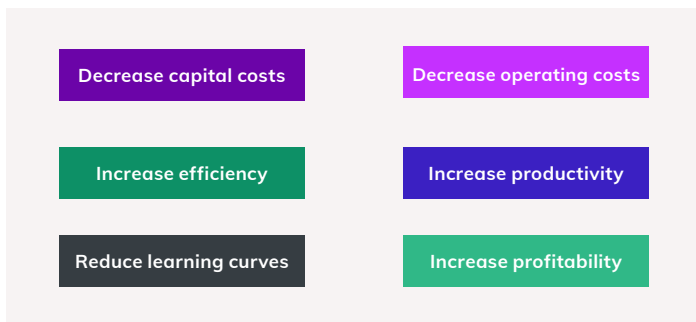 Decrease capital costs
Decrease operating costs
Increase efficiency
Increase productivity
Reduce learning curves
Increase profitability